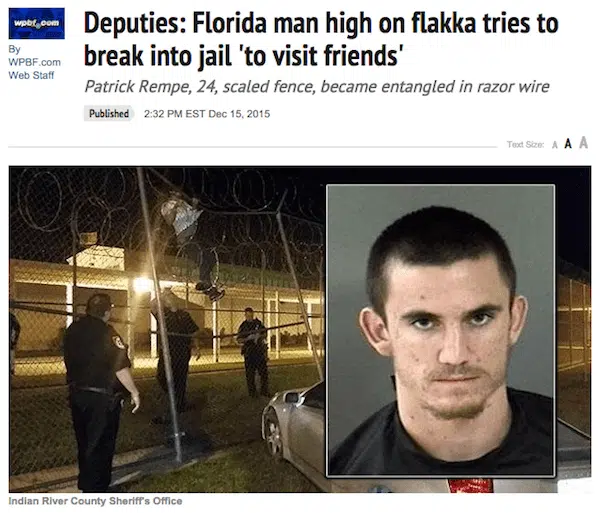 wpbf.com
By
WPBF.com
Web Staff
Deputies: Florida man high on flakka tries to
break into jail 'to visit friends'
Patrick Rempe, 24, scaled fence, became entangled in razor wire
Published 2:32 PM EST Dec 15, 2015
Text Size: A A A
Indian River County Sheriff's Office